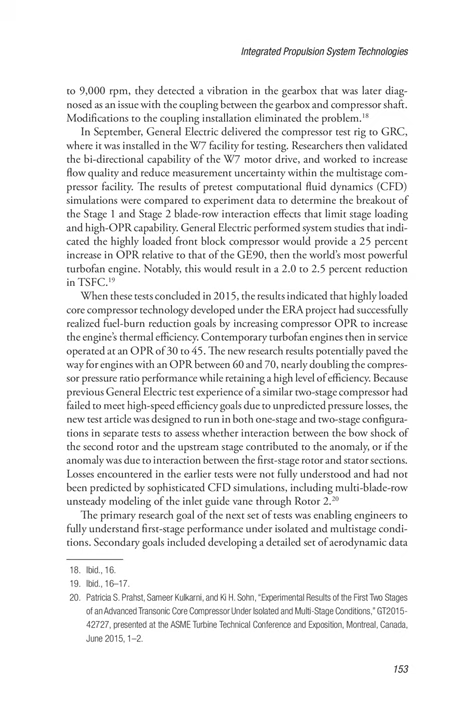 Integrated Propulsion System Technologies
to 9,000 rpm, they detected a vibration in the gearbox that was later diag-
nosed as an issue with the coupling between the gearbox and compressor shaft.
Modifications to the coupling installation eliminated the problem.18
In September, General Electric delivered the compressor test rig to GRC,
where it was installed in the W7 facility for testing. Researchers then validated
the bi-directional capability of the W7 motor drive, and worked to increase
flow quality and reduce measurement uncertainty within the multistage com-
pressor facility. The results of pretest computational fluid dynamics (CFD)
simulations were compared to experiment data to determine the breakout of
the Stage 1 and Stage 2 blade-row interaction effects that limit stage loading
and high-OPR capability. General Electric performed system studies that indi-
cated the highly loaded front block compressor would provide a 25 percent
increase in OPR relative to that of the GE90, then the world's most powerful
turbofan engine. Notably, this would result in a 2.0 to 2.5 percent reduction
in TSFC.19
When these tests concluded in 2015, the results indicated that highly loaded
core compressor technology developed under the ERA project had successfully
realized fuel-burn reduction goals by increasing compressor OPR to increase
the engine's thermal efficiency. Contemporary turbofan engines then in service
operated at an OPR of 30 to 45. The new research results potentially paved the
way for engines with an OPR between 60 and 70, nearly doubling the compres-
sor pressure ratio performance while retaining a high level of efficiency. Because
previous General Electric test experience of a similar two-stage compressor had
failed to meet high-speed efficiency goals due to unpredicted pressure losses, the
new test article was designed to run in both one-stage and two-stage configura-
tions in separate tests to assess whether interaction between the bow shock of
the second rotor and the upstream stage contributed to the anomaly, or if the
anomaly was due to interaction between the first-stage rotor and stator sections.
Losses encountered in the earlier tests were not fully understood and had not
been predicted by sophisticated CFD simulations, including multi-blade-row
unsteady modeling of the inlet guide vane through Rotor 2.20
The primary research goal of the next set of tests was enabling engineers to
fully understand first-stage performance under isolated and multistage condi-
tions. Secondary goals included developing a detailed set of aerodynamic data
18. Ibid., 16.
19. Ibid., 16–17.
20. Patricia S. Prahst, Sameer Kulkarni, and Ki H. Sohn, "Experimental Results of the First Two Stages
of an Advanced Transonic Core Compressor Under Isolated and Multi-Stage Conditions," GT2015-
42727, presented at the ASME Turbine Technical Conference and Exposition, Montreal, Canada,
June 2015, 1–2.
153